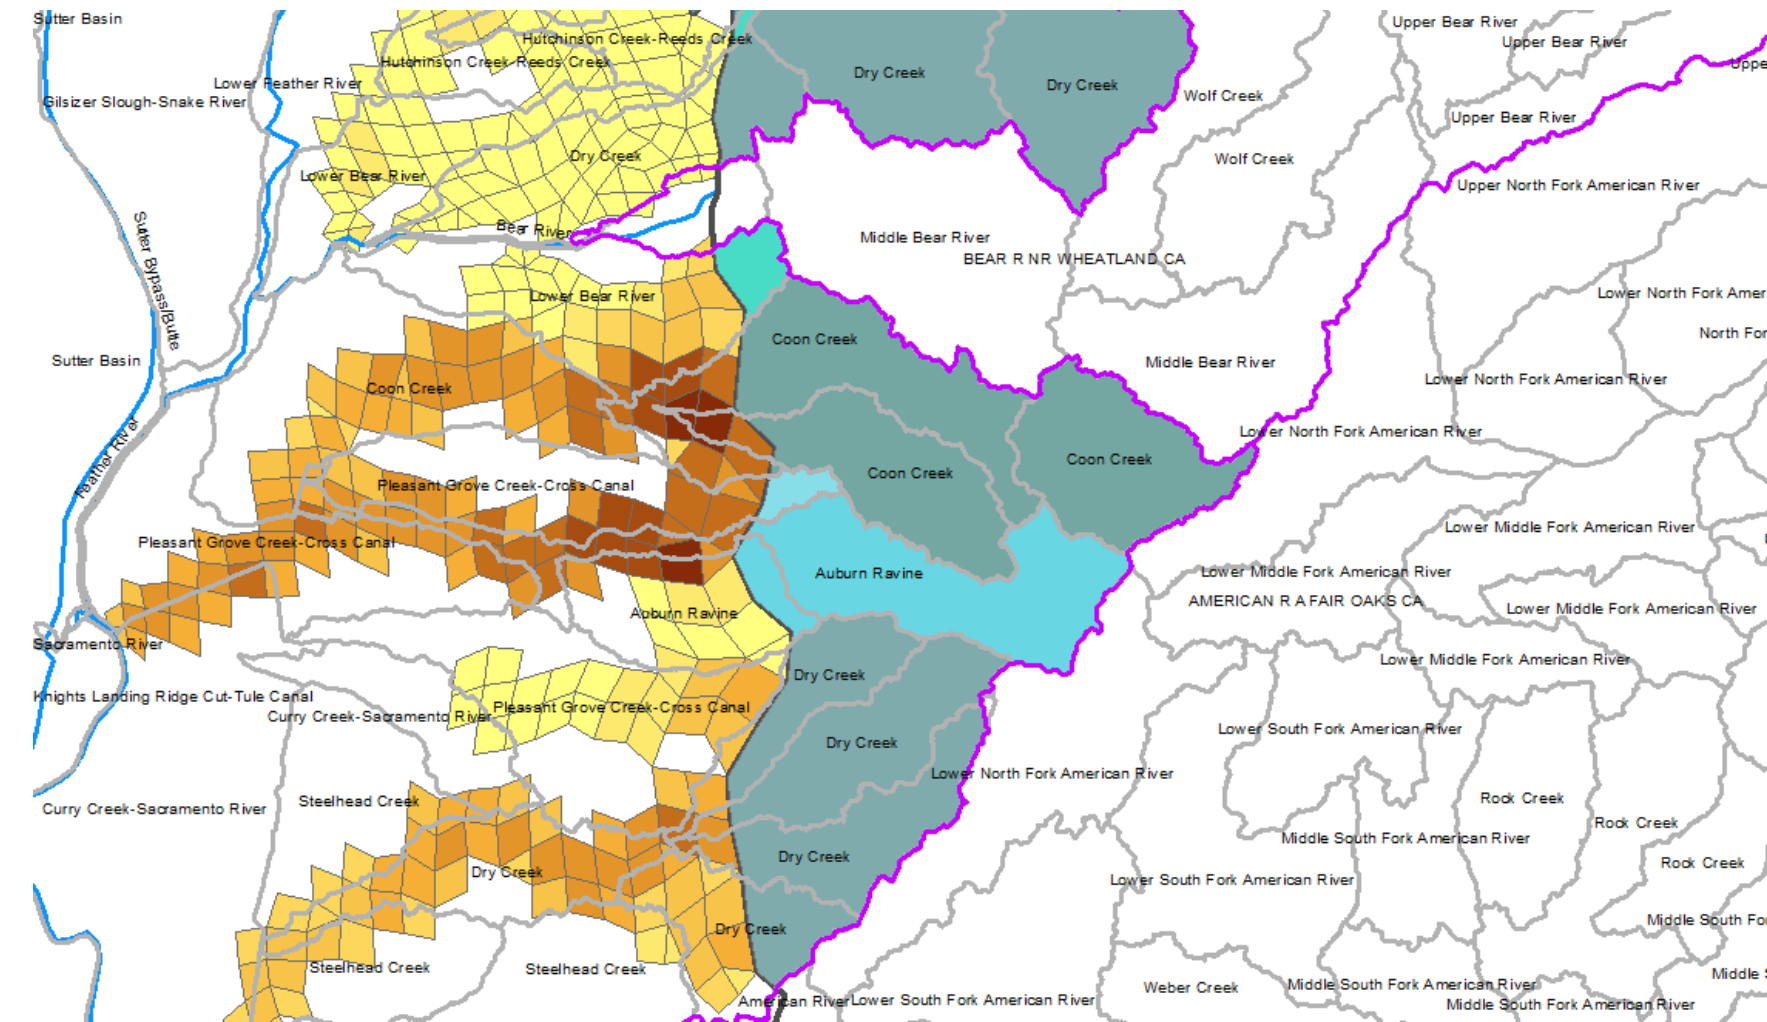 Sutter Basin
Upper Bear River
Hutchinson Creek-Reeds Creek
Upper Bear River
Hutchinson Creek-Reeds Creek
Uppe
Dry Creek
Lower Feather River
Dry Creek
Wolf Creek
Gilsizer Slough-Snake River
Upper Bear River
Dry Creek
Wolf Creek
Lower Bear River
Upper North Fork American River
Sutter Bypass/Butte
Bear River
Middle Bear River
BEAR R NR WHEATLAND CA
Lower Bear River
Lower North Fork Amer
Coon Creek
North For
Sutter Basin
Middle Bear River
Coon Creek
Lower North Fork American River
Lower North Fork American River
Feather River
Coon Creek
Coon Creek
Pleasant Grove Creek-Cross Canal
Lower Middle Fork American River
Pleasant Grove Creek-Cross Canal
Auburn Ravine
Lower Middle Fork American River
AMERICAN R A FAIR OAKS CA
Lower Middle Fork American River
Auburn Ravine
Sacramento River
Lower Middle Fork American River
Dry Creek
Knights Landing Ridge Cut-Tule Canal
Pleasant Grove Creek-Cross Canal
Curry Creek-Sacramento River
Lower South Fork American River
Dry Creek
Lower North Fork American River
Steelhead Creek
Rock Creek
Curry Creek-Sacramento River
Rock Creek
Middle South Fork American River
Dry Creek
Rock Creek
Dry Creek
Lower South Fork American River
Middle South Fo
Dry Creek
Steelhead Creek
Steelhead Creek
Middle S
Weber Creek
Middle South Fork American River
American River
Lower South Fork American River
Middle South Fork American River